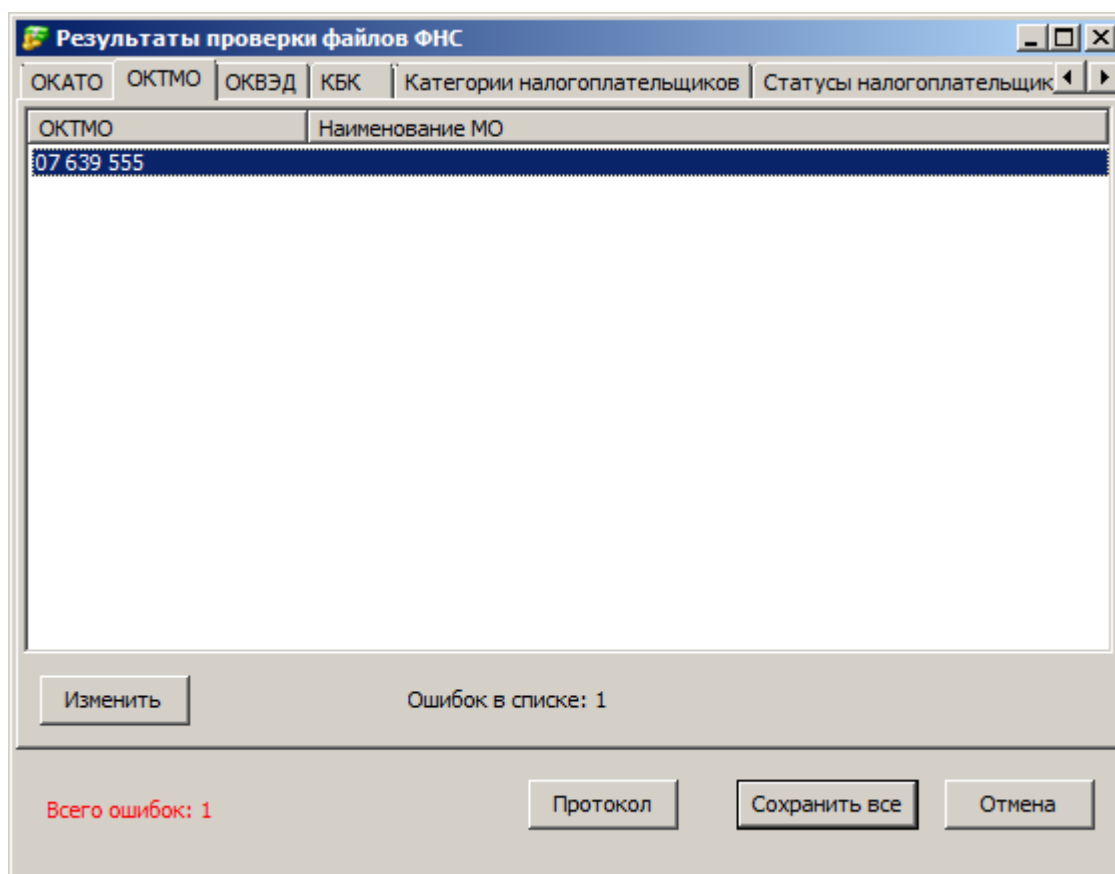 Результаты проверки файлов ФНС
ОКАТО ОКТМО ОКВЭД КБК Категории налогоплательщиков Статусы налогоплательщик
ОКТМО Наименование МО
07 639 555
Изменить Ошибок в списке: 1
Всего ошибок: 1 Протокол Сохранить все Отмена